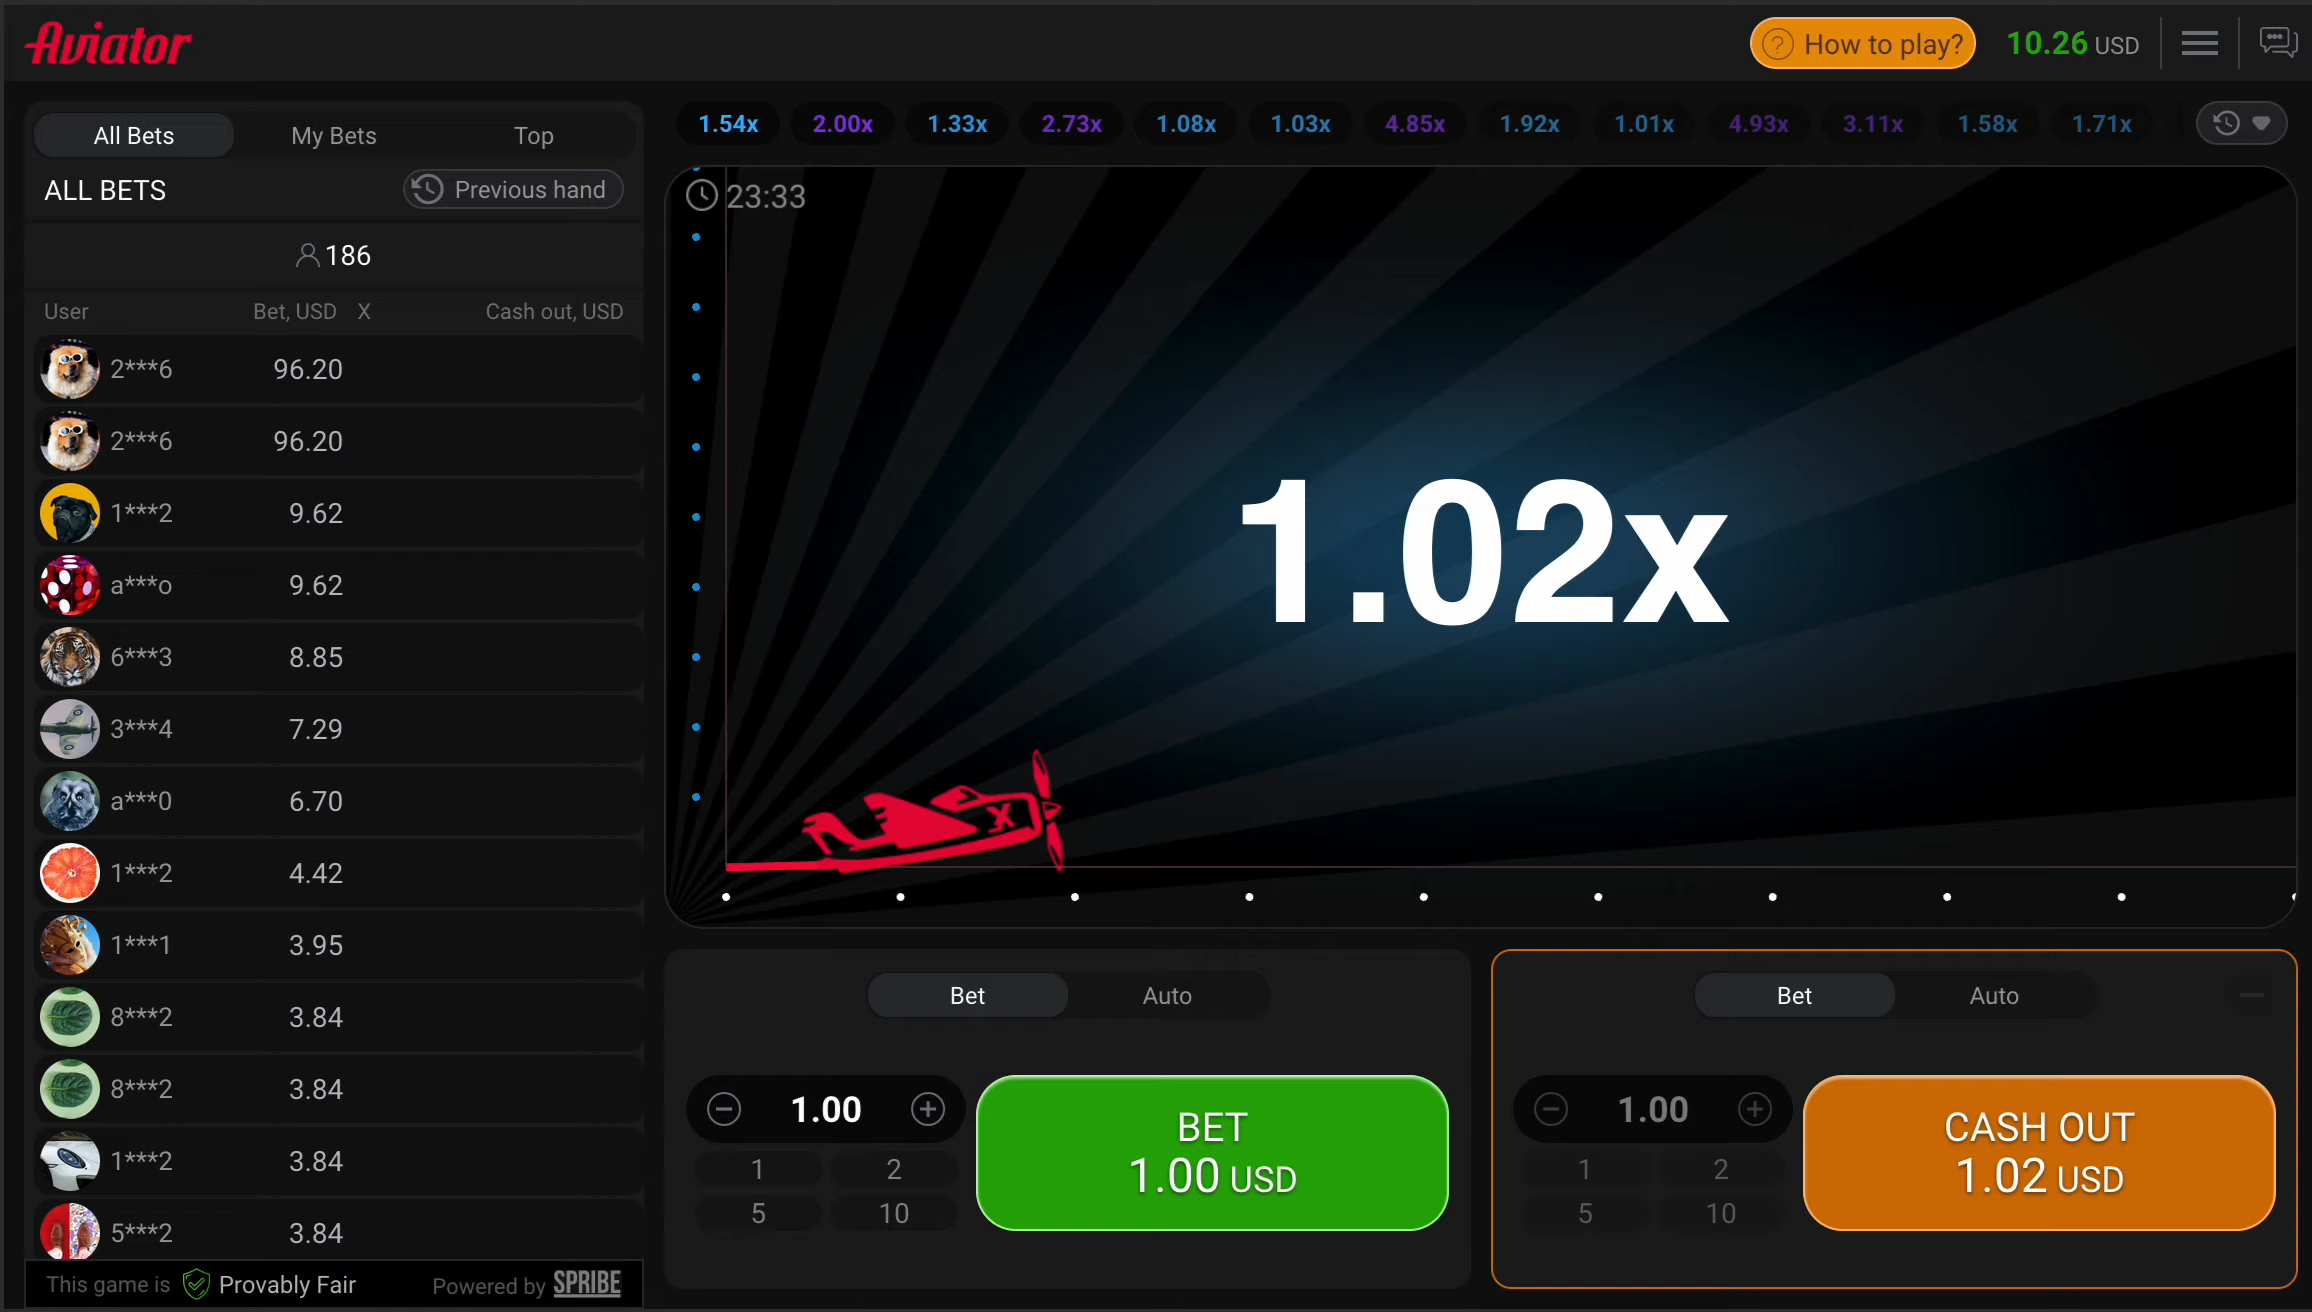 Aviator
How to play?
10.26 USD
All Bets My Bets Top
ALL BETS
Previous hand
186
User Bet, USD X Cash out, USD
2***6 96.20
2***6 96.20
1***2 9.62
a***o 9.62
6***3 8.85
3***4 7.29
a***0 6.70
1***2 4.42
1***1 3.95
8***2 3.84
8***2 3.84
1***2 3.84
5***2 3.84
This game is Provably Fair Powered by SPRIBE
1.54x 2.00x 1.33x 2.73x 1.08x 1.03x 4.85x 1.92x 1.01x 4.93x 3.11x 1.58x 1.71x
23:33
1.02x
X
Bet Auto
1.00
1 2
5 10
BET
1.00 USD
Bet Auto
1.00
1 2
5 10
CASH OUT
1.02 USD